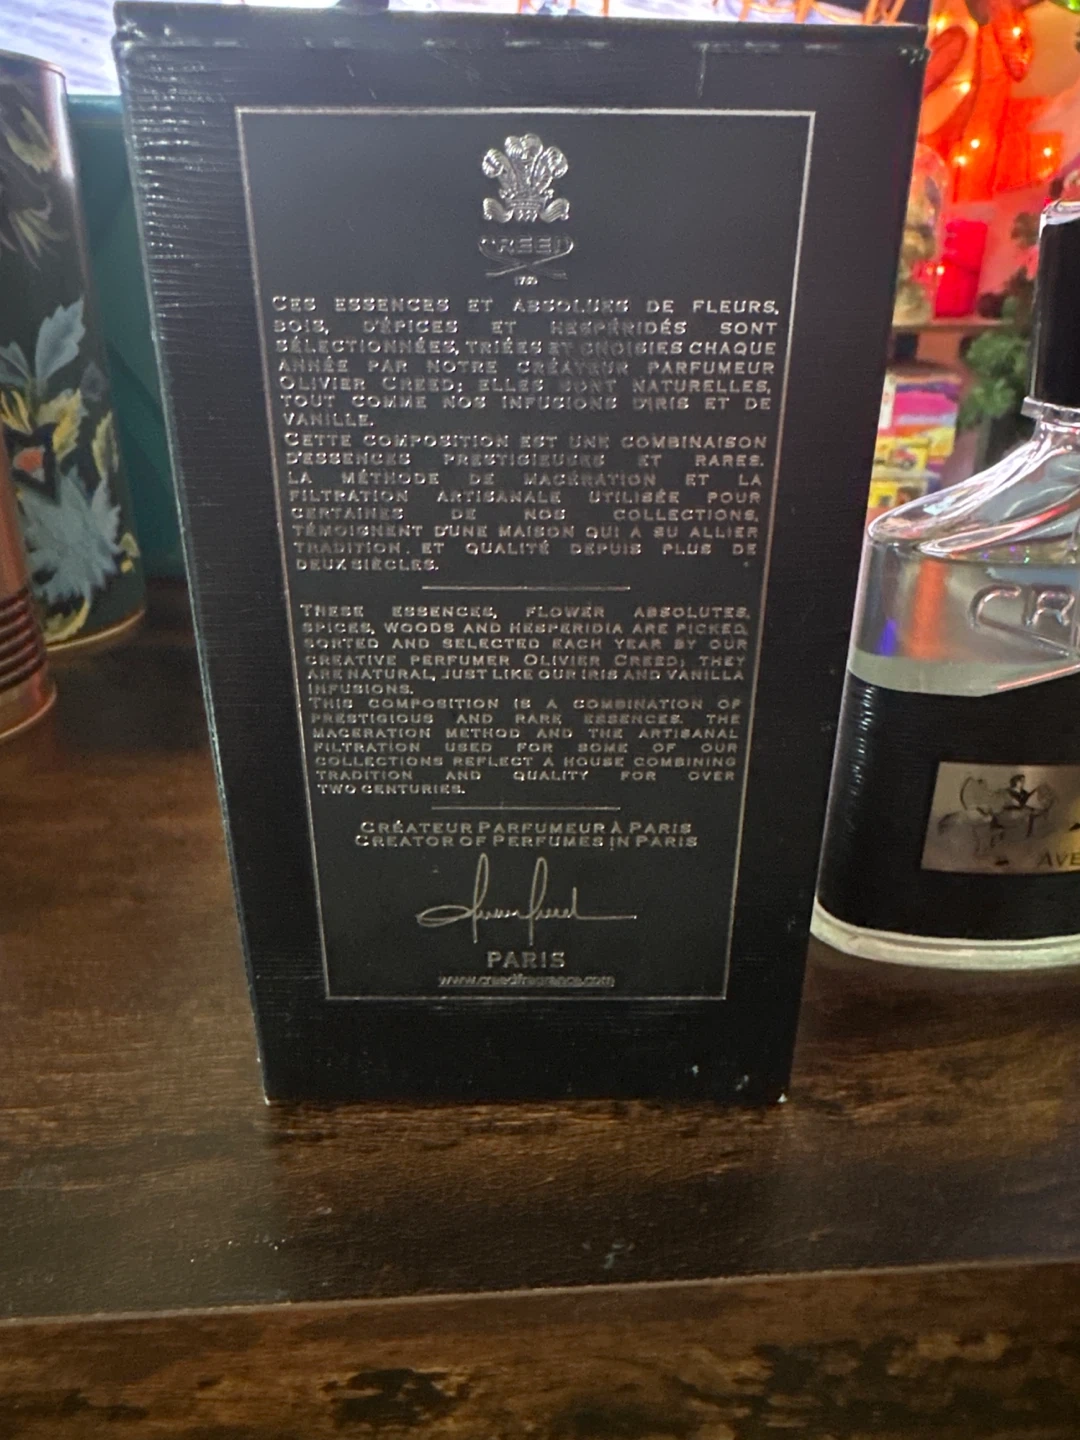 CREED
1760
CES ESSENCES ET ABSOLUES DE FLEURS,
BOIS, D'ÉPICES ET HESPÉRIDÉS SONT
SÉLECTIONNÉES, TRIÉES ET CHOISIES CHAQUE
ANNÉE PAR NOTRE CRÉATEUR PARFUMEUR
OLIVIER CREED; ELLES SONT NATURELLES,
TOUT COMME NOS INFUSIONS D'IRIS ET DE
VANILLE.
CETTE COMPOSITION EST UNE COMBINAISON
D'ESSENCES PRESTIGIEUSES ET RARES.
LA MÉTHODE DE MACÉRATION ET LA
FILTRATION ARTISANALE UTILISÉE POUR
CERTAINES DE NOS COLLECTIONS,
TÉMOIGNENT D'UNE MAISON QUI A SU ALLIER
TRADITION ET QUALITÉ DEPUIS PLUS DE
DEUX SIÈCLES.
THESE ESSENCES, FLOWER ABSOLUTES,
SPICES, WOODS AND HESPERIDIA ARE PICKED,
SORTED AND SELECTED EACH YEAR BY OUR
CREATIVE PERFUMER OLIVIER CREED; THEY
ARE NATURAL, JUST LIKE OUR IRIS AND VANILLA
INFUSIONS.
THIS COMPOSITION IS A COMBINATION OF
PRESTIGIOUS AND RARE ESSENCES. THE
MACERATION METHOD AND THE ARTISANAL
FILTRATION USED FOR SOME OF OUR
COLLECTIONS REFLECT A HOUSE COMBINING
TRADITION AND QUALITY FOR OVER
TWO CENTURIES.
CRÉATEUR PARFUMEUR À PARIS
CREATOR OF PERFUMES IN PARIS
PARIS
www.creedfragrance.com
CR
AVE